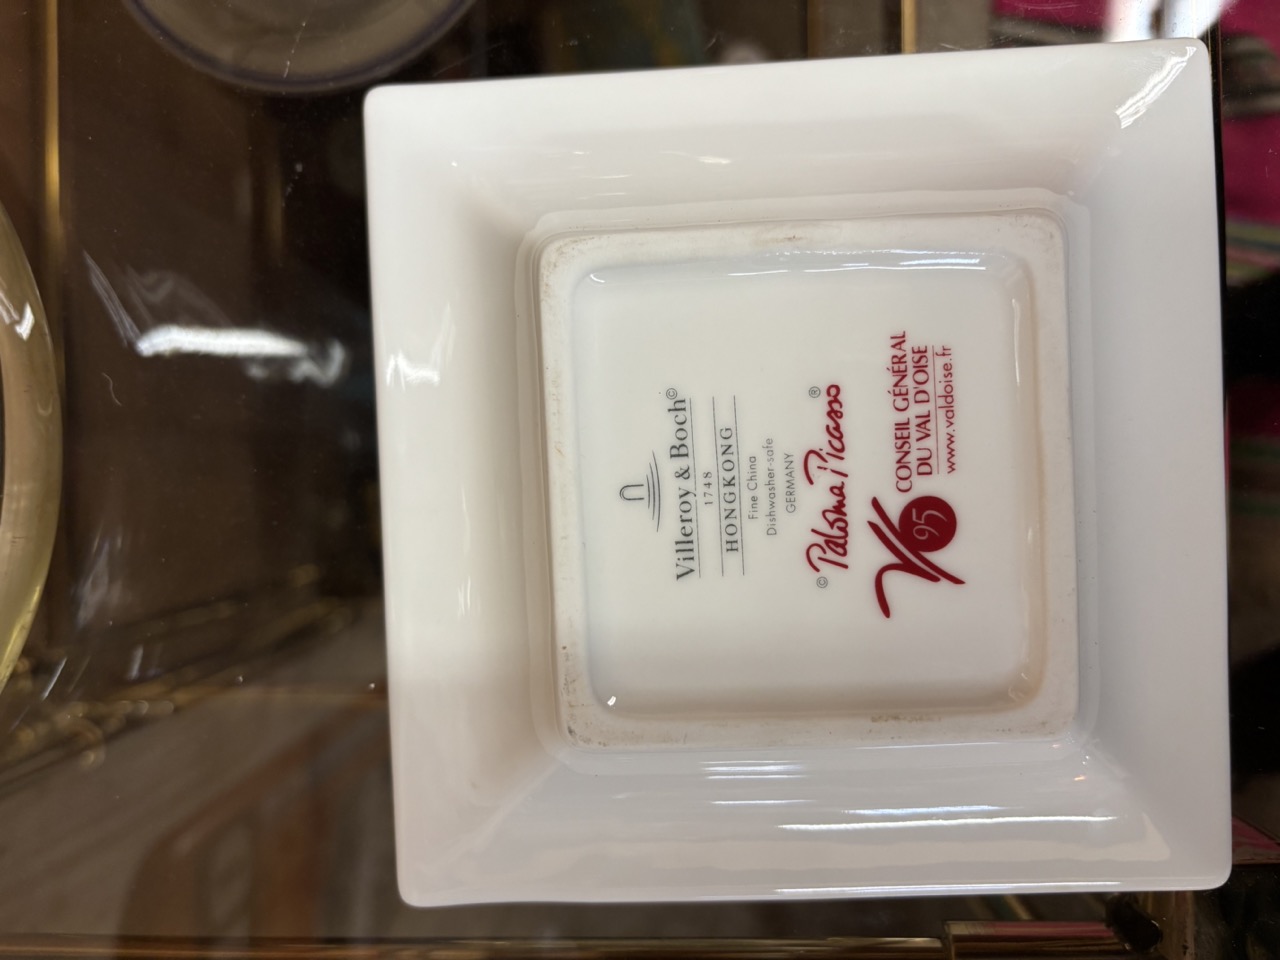 Villeroy & Boch©
1748
HONGKONG
Fine China
Dishwasher-safe
GERMANY
© Paloma Picasso ®
95
CONSEIL GÉNÉRAL
DU VAL D'OISE
www.valdoise.fr